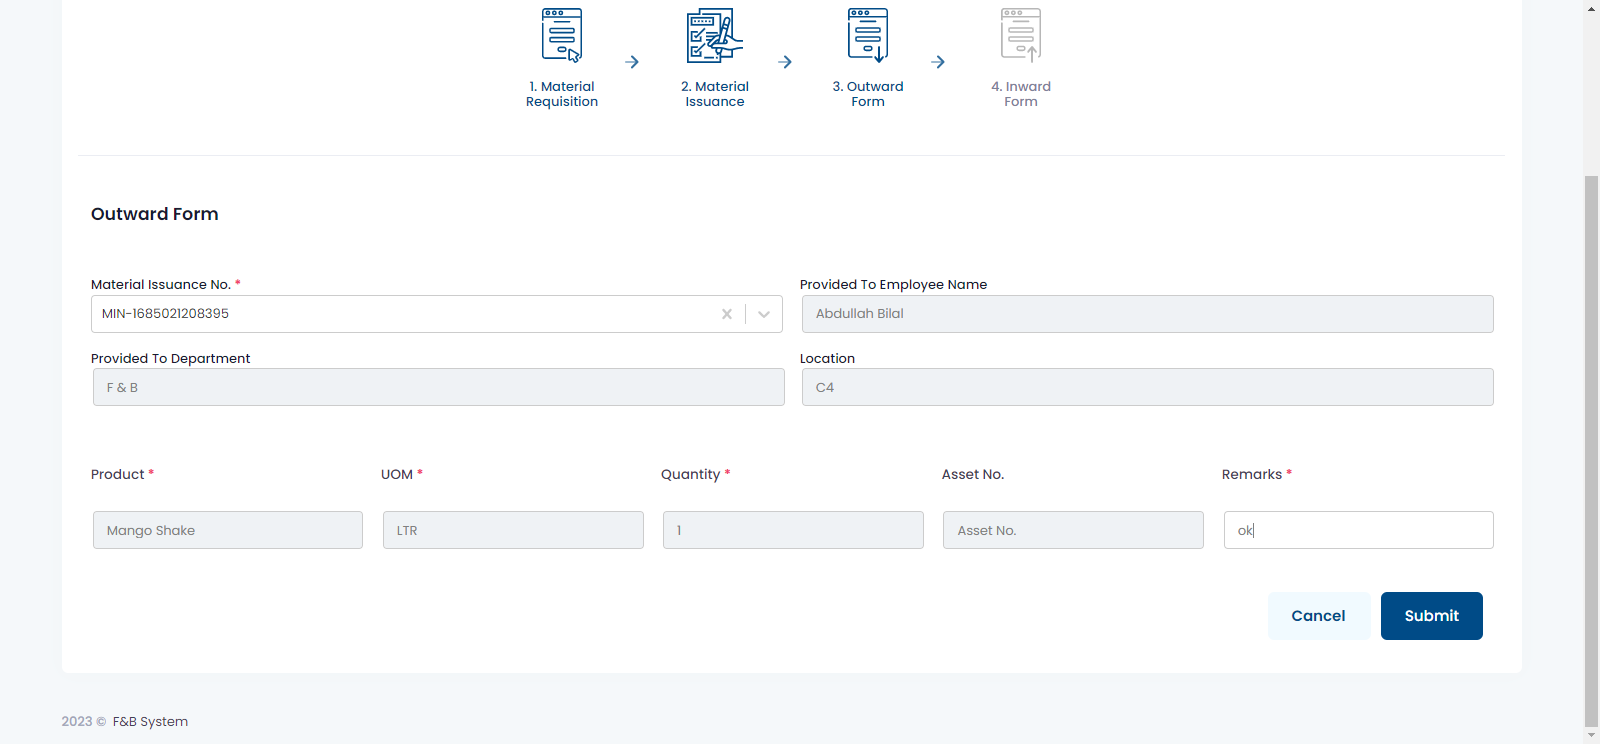 1. Material
Requisition
2. Material
Issuance
3. Outward
Form
4. Inward
Form
Outward Form
Material Issuance No. *
Provided To Employee Name
MIN-1685021208395
Abdullah Bilal
Provided To Department
Location
F & B
C4
Product *
UOM *
Quantity *
Asset No.
Remarks *
Mango Shake
LTR
1
Asset No.
ok
Cancel
Submit
2023 © F&B System